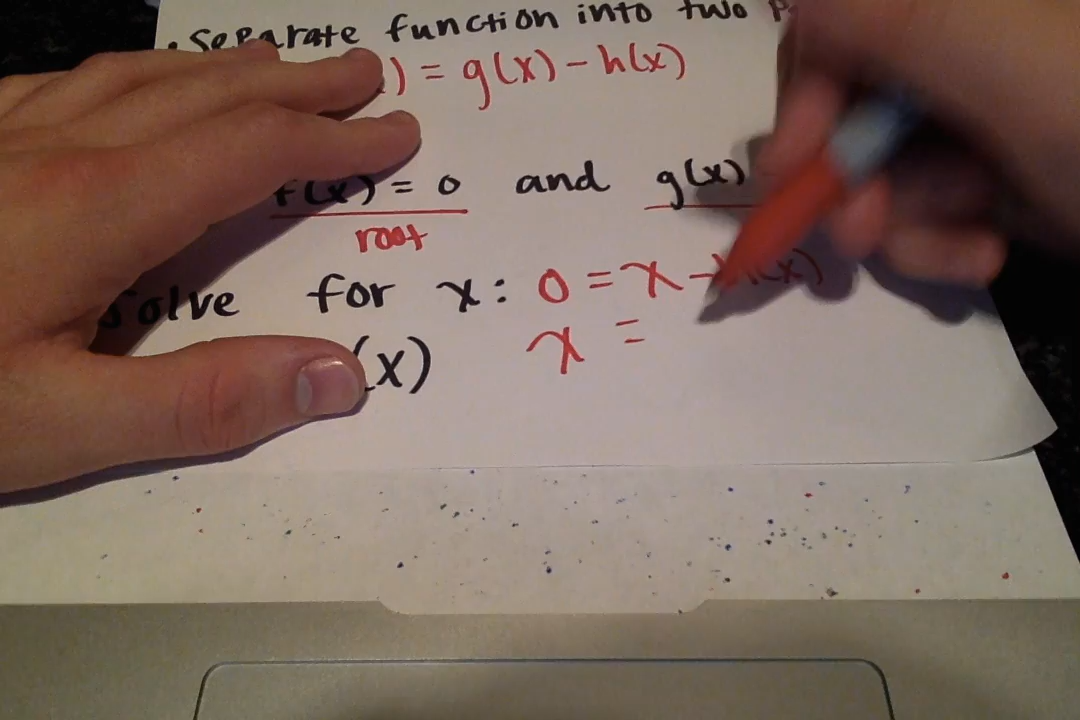 • Separate function into two
) = g(x) - h(x)
f(x) = 0 and g(x)
root
Solve for x: 0 = x - h(x)
(x) x =